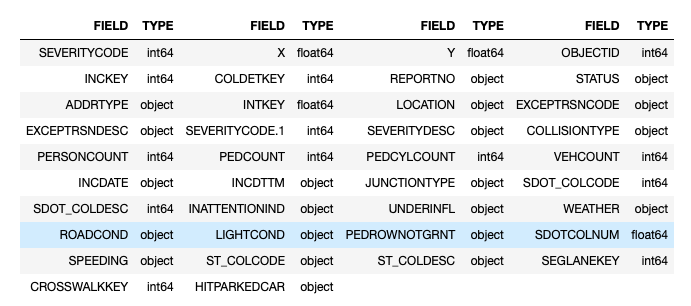 FIELD TYPE FIELD TYPE FIELD TYPE FIELD TYPE
SEVERITYCODE int64 X float64 Y float64 OBJECTID int64
INCKEY int64 COLDETKEY int64 REPORTNO object STATUS object
ADDRTYPE object INTKEY float64 LOCATION object EXCEPTRSNCODE object
EXCEPTRSNDESC object SEVERITYCODE.1 int64 SEVERITYDESC object COLLISIONTYPE object
PERSONCOUNT int64 PEDCOUNT int64 PEDCYLCOUNT int64 VEHCOUNT int64
INCDATE object INCDTTM object JUNCTIONTYPE object SDOT_COLCODE int64
SDOT_COLDESC int64 INATTENTIONIND object UNDERINFL object WEATHER object
ROADCOND object LIGHTCOND object PEDROWNOTGRNT object SDOTCOLNUM float64
SPEEDING object ST_COLCODE object ST_COLDESC object SEGLANEKEY int64
CROSSWALKKEY int64 HITPARKEDCAR object